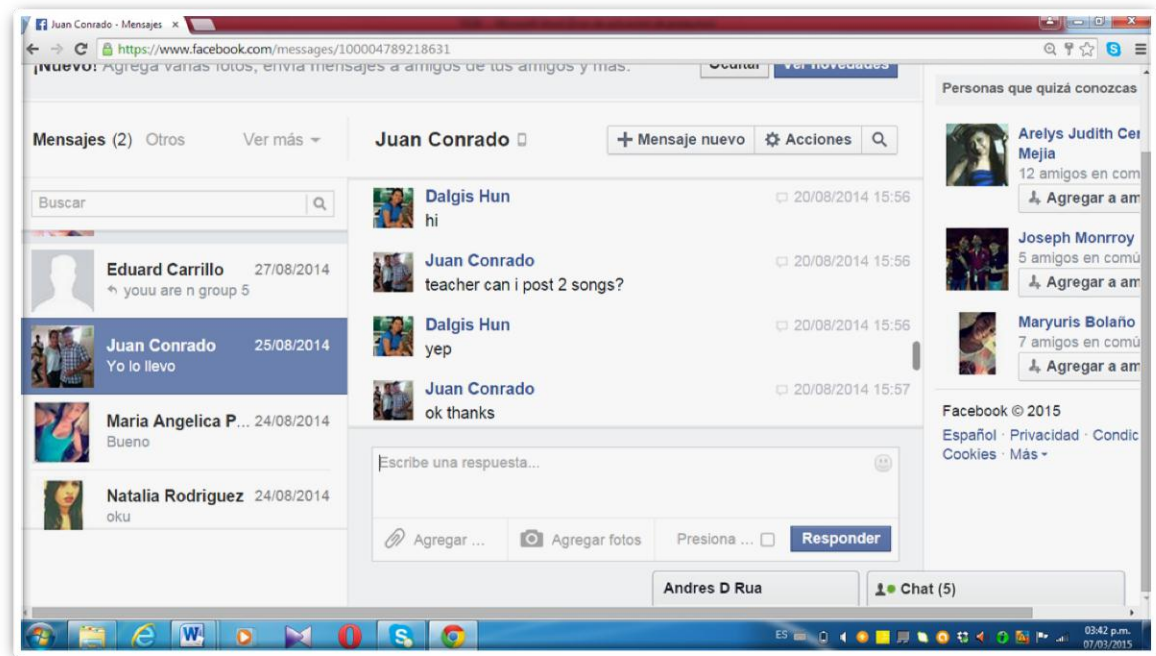 Juan Conrado - Mensajes
https://www.facebook.com/messages/100004789218631
¡Nuevo! Agrega varias fotos, envía mensajes a amigos de tus amigos y más.
Ocultar
Ver novedades
Mensajes (2) Otros Ver más
Buscar
Eduard Carrillo 27/08/2014
youu are n group 5
Juan Conrado 25/08/2014
Yo lo llevo
Maria Angelica P... 24/08/2014
Bueno
Natalia Rodriguez 24/08/2014
oku
Juan Conrado
Mensaje nuevo
Acciones
Dalgis Hun 20/08/2014 15:56
hi
Juan Conrado 20/08/2014 15:56
teacher can i post 2 songs?
Dalgis Hun 20/08/2014 15:56
yep
Juan Conrado 20/08/2014 15:57
ok thanks
Escribe una respuesta...
Agregar ... Agregar fotos Presiona ... Responder
Personas que quizá conozcas
Arelys Judith Cer
Mejia
12 amigos en com
Agregar a am
Joseph Monrroy
5 amigos en comú
Agregar a am
Maryuris Bolaño
7 amigos en comú
Agregar a am
Facebook © 2015
Español · Privacidad · Condic
Cookies · Más
Andres D Rua
Chat (5)
ES
03:42 p.m.
07/03/2015